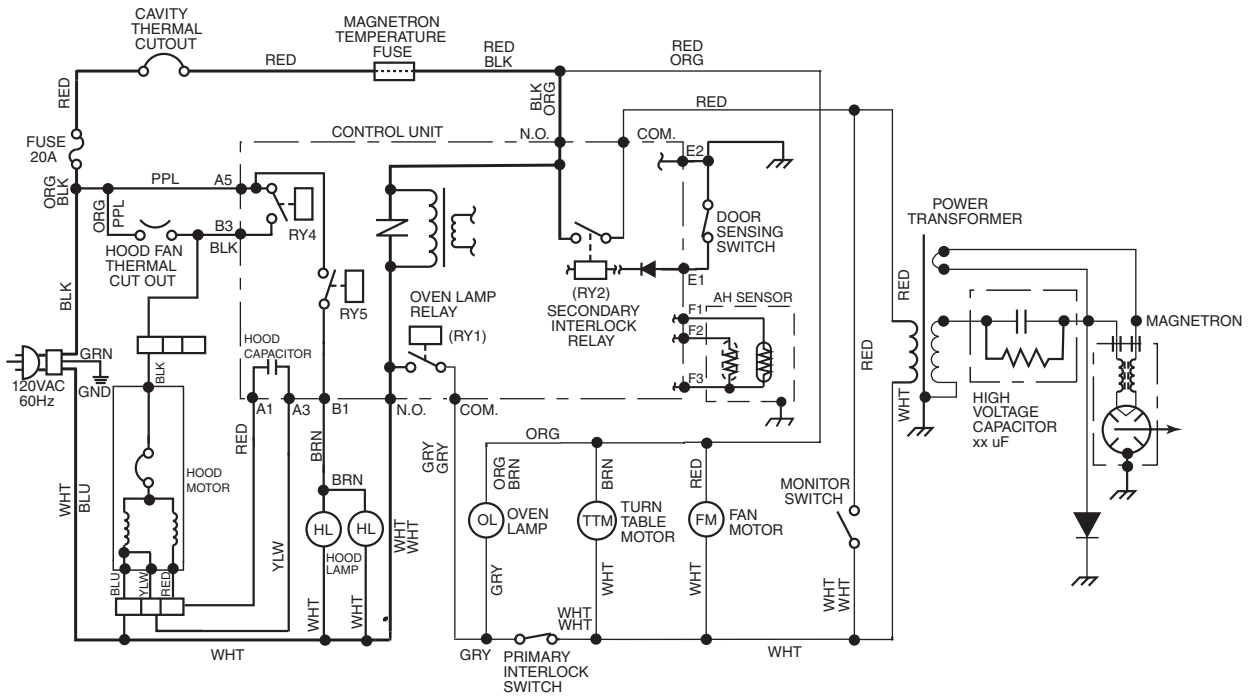 CAVITY
THERMAL
CUTOUT
MAGNETRON
TEMPERATURE
FUSE
RED
RED
BLK
RED
ORG
RED
BLK
ORG
RED
FUSE
20A
CONTROL UNIT
N.O.
COM.
E2
ORG
BLK
PPL
A5
ORG
PPL
B3
BLK
RY4
HOOD FAN
THERMAL
CUT OUT
DOOR
SENSING
SWITCH
POWER
TRANSFORMER
E1
(RY2)
SECONDARY
INTERLOCK
RELAY
BLK
RY5
OVEN LAMP
RELAY
(RY1)
AH SENSOR
F1
F2
F3
RED
RED
WHT
MAGNETRON
HIGH
VOLTAGE
CAPACITOR
xx uF
GRN
GND
120VAC
60Hz
BLK
HOOD
CAPACITOR
A1
A3
B1
N.O.
COM.
RED
BRN
GRY
GRY
ORG
HOOD
MOTOR
BRN
ORG
BRN
BRN
RED
MONITOR
SWITCH
WHT
BLU
HL
HL
HOOD
LAMP
WHT
WHT
OL
OVEN
LAMP
TTM
TURN
TABLE
MOTOR
FM
FAN
MOTOR
YLW
BLU
YLW
RED
WHT
WHT
GRY
WHT
WHT
WHT
WHT
WHT
WHT
WHT
GRY
PRIMARY
INTERLOCK
SWITCH
WHT